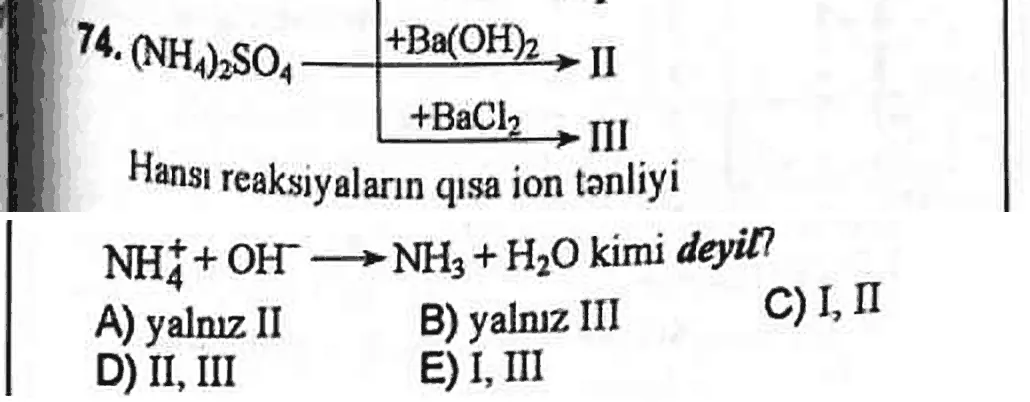 +Ba(OH)₂
74. (NH₄)₂SO₄ → II
+BaCl₂
→ III
Hansı reaksiyaların qısa ion tənliyi
NH₄⁺ + OH⁻ → NH₃ + H₂O kimi deyil?
A) yalnız II B) yalnız III C) I, II
D) II, III E) I, III